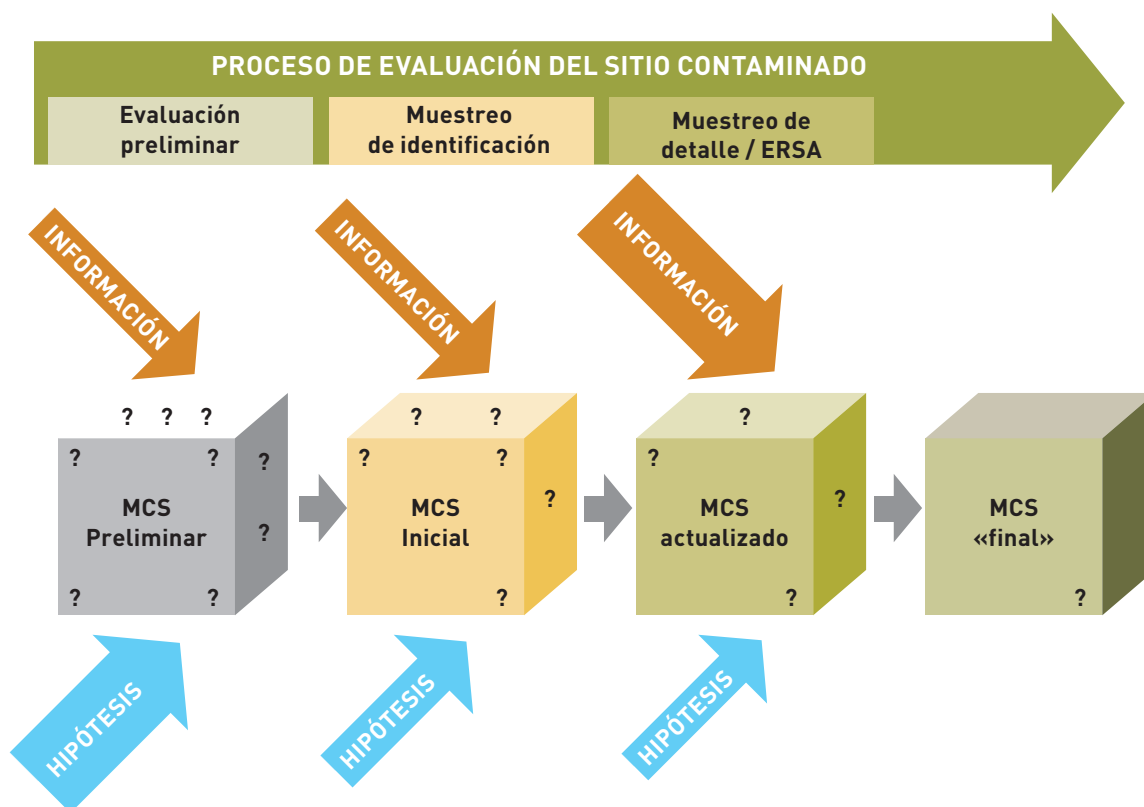 PROCESO DE EVALUACIÓN DEL SITIO CONTAMINADO
Evaluación
preliminar
Muestreo
de identificación
Muestreo de
detalle / ERSA
INFORMACIÓN
INFORMACIÓN
INFORMACIÓN
? ? ?
? ? ?
?
MCS
Preliminar
? ?
? ?
? ?
?
MCS
Inicial
?
?
? ?
MCS
actualizado
?
?
MCS
«final»
?
HIPÓTESIS
HIPÓTESIS
HIPÓTESIS